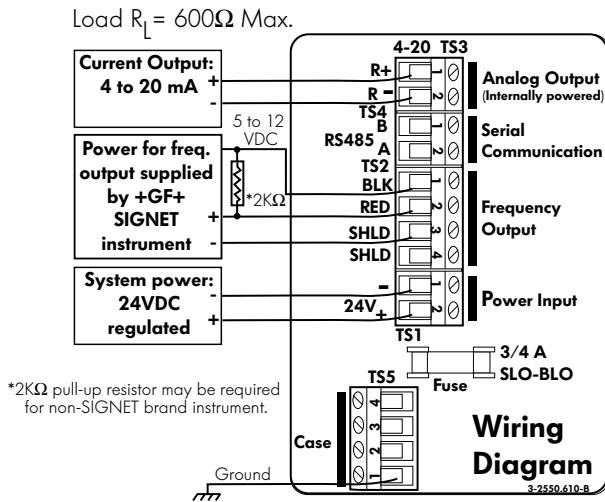 Load RL= 600Ω Max.
Current Output:
4 to 20 mA
+
-
Power for freq.
output supplied
by +GF+
SIGNET
instrument
+
-
System power:
24VDC
regulated
-
+
5 to 12
VDC
*2KΩ
4-20 TS3
R+
R -
1
2
Analog Output
(Internally powered)
TS4
B
RS485
A
1
2
Serial
Communication
TS2
BLK
RED
SHLD
SHLD
1
2
3
4
Frequency
Output
-
24V +
1
2
Power Input
TS1
3/4 A
SLO-BLO
Fuse
*2KΩ pull-up resistor may be required
for non-SIGNET brand instrument.
TS5
4
3
2
1
Case
Ground
Wiring
Diagram
3-2550.610-B